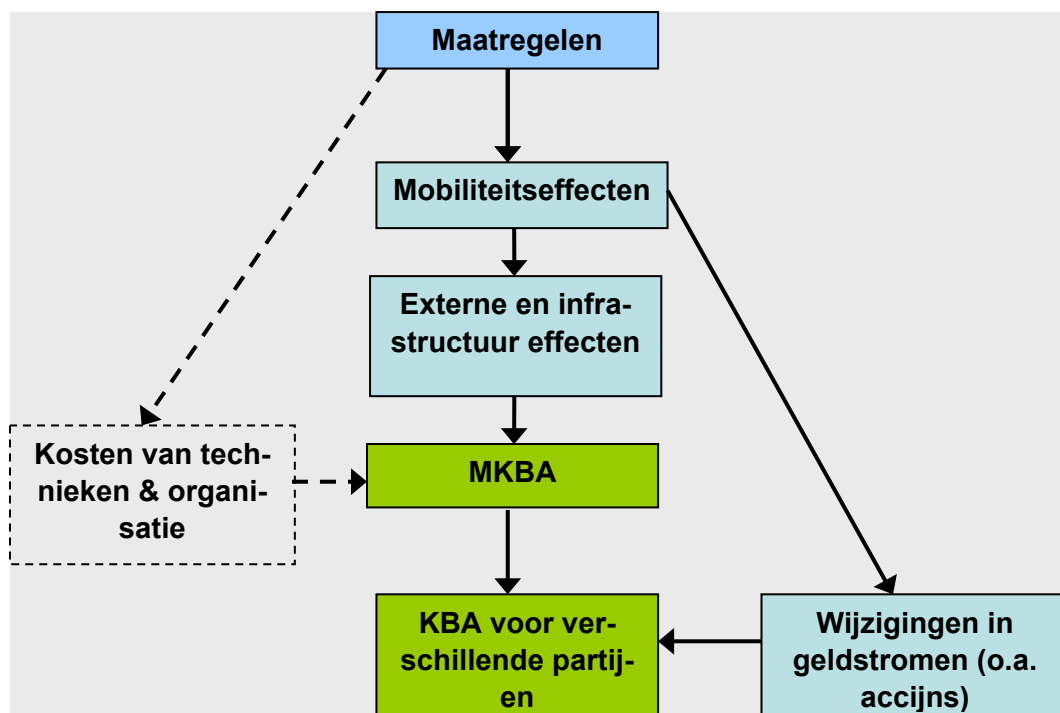 Maatregelen
Mobiliteitseffecten
Externe en infra-
structuur effecten
Kosten van tech-
nieken & organi-
satie
MKBA
KBA voor ver-
schillende partij-
en
Wijzigingen in
geldstromen (o.a.
accijns)